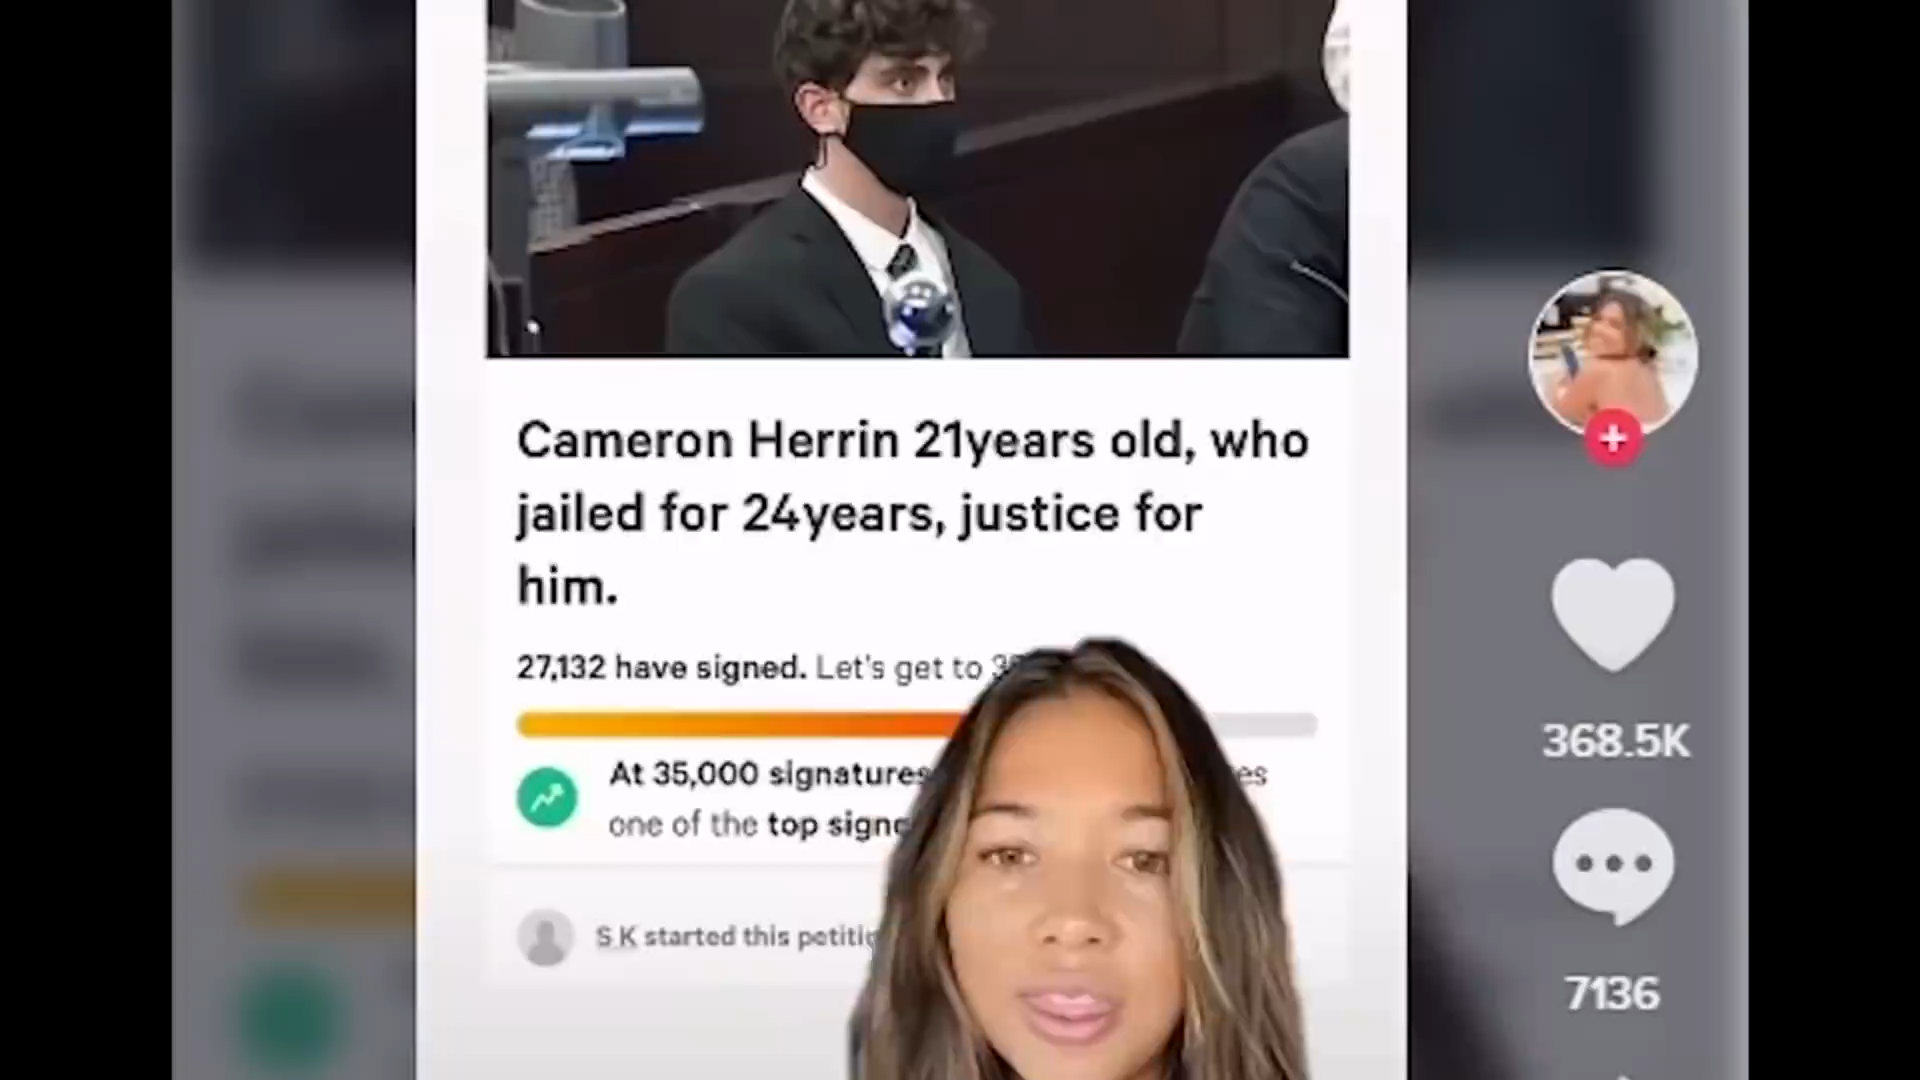 Cameron Herrin 21years old, who
jailed for 24years, justice for
him.
27,132 have signed. Let's get to
At 35,000 signatures
one of the top
S K started this
368.5K
7136